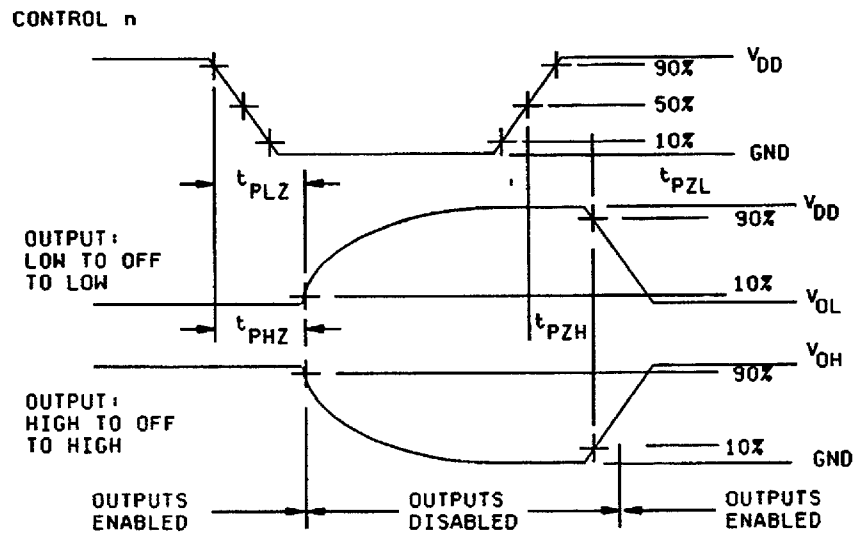 CONTROL n
90%
V_DD
50%
10%
GND
t_PLZ
t_PZL
V_DD
90%
OUTPUT:
LOW TO OFF
TO LOW
10%
V_OL
t_PHZ
t_PZH
V_OH
90%
OUTPUT:
HIGH TO OFF
TO HIGH
10%
GND
OUTPUTS
ENABLED
OUTPUTS
DISABLED
OUTPUTS
ENABLED